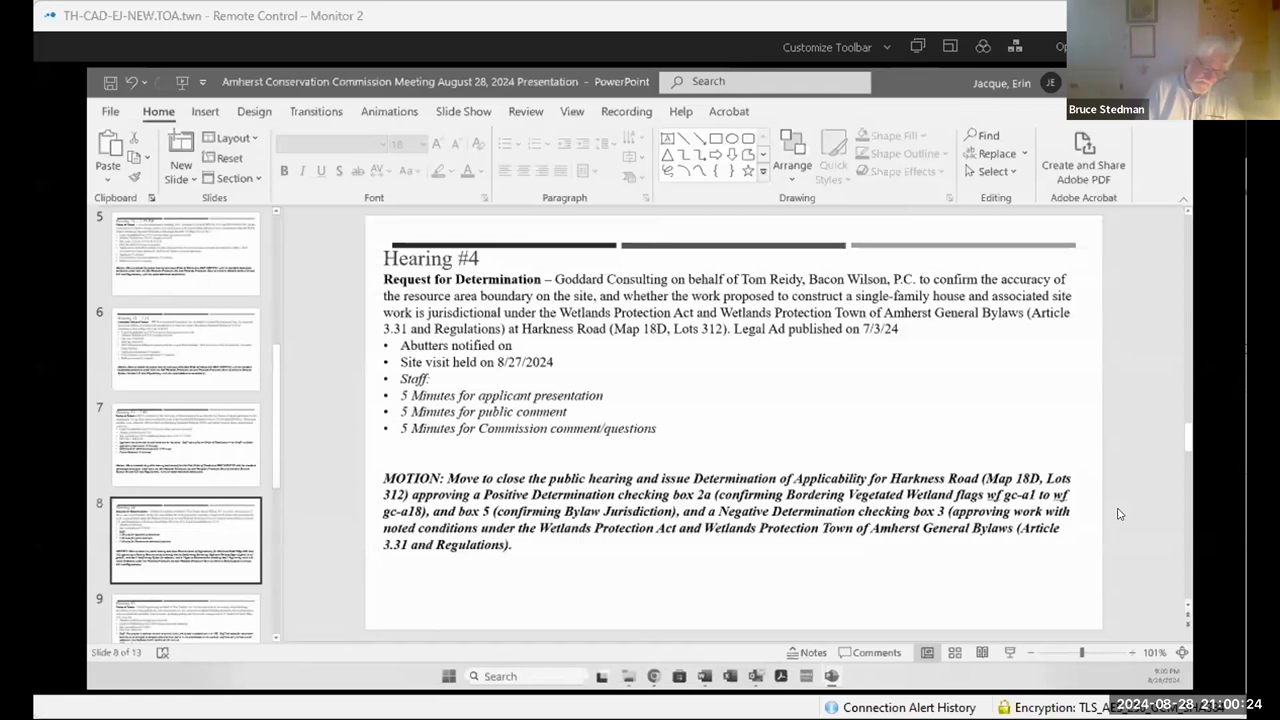 TH-CAD-EJ-NEW.TOA.twn - Remote Control – Monitor 2
Customize Toolbar
Bruce Stedman
Amherst Conservation Commission Meeting August 28, 2024 Presentation - PowerPoint
Search
Jacque, Erin
JE
File Home Insert Design Transitions Animations Slide Show Review View Recording Help Acrobat
Paste
New
Slide
Layout
Reset
Section
Arrange
Quick
Styles
Shape Fill
Shape Outline
Shape Effects
Find
Replace
Select
Create and Share
Adobe PDF
Clipboard Slides Font Paragraph Drawing Editing Adobe Acrobat
5
6
7
8
9
Hearing #4
Request for Determination – Goddard Consulting on behalf of Tom Reidy, Bacon Wilson, P.C. to confirm the accuracy of
the resource area boundary on the site, and whether the work proposed to construct a single-family house and associated site
work is jurisdictional under the Wetlands Protection Act and Wetlands Protection of Amherst General Bylaws (Article
3.31 and Regulations) at Harkness Road (Map 18D, Lots 312). Legal Ad published on
Abutters notified on
• Site visit held on 8/27/2024
• Staff:
• 5 Minutes for applicant presentation
• 5 Minutes for public comment
• 5 Minutes for Commission comment/questions
MOTION: Move to close the public hearing and issue Determination of Applicability for Harkness Road (Map 18D, Lots
312) approving a Positive Determination checking box 2a (confirming Bordering Vegetated Wetland flags wf gc-a1 to wf
gc-a18) and box 5 (confirming Bylaw jurisdiction), and a Negative Determination checking box 3 (approving work with
noted conditions under the Wetlands Protection Act and Wetlands Protection of Amherst General Bylaws (Article
3.31 and Regulations).
Slide 8 of 13
Notes
Comments
101%
Search
9:00 PM
8/28/2024
Connection Alert History
Encryption:
2024-08-28 21:00:24